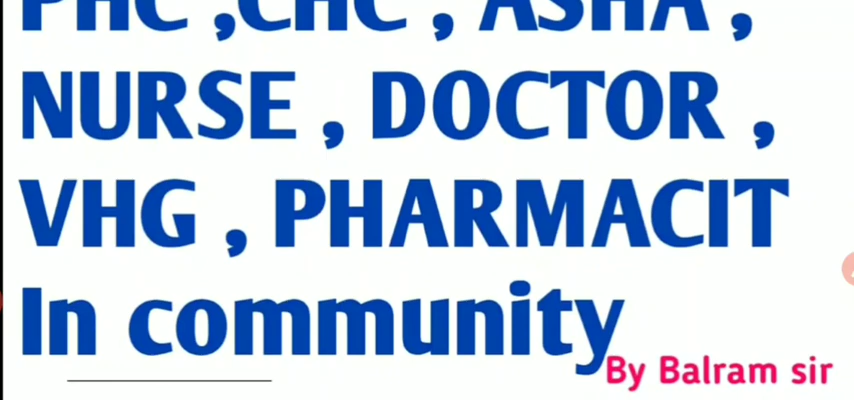 PHC ,CHC , ASHA ,
NURSE , DOCTOR ,
VHG , PHARMACIT
In community
By Balram sir